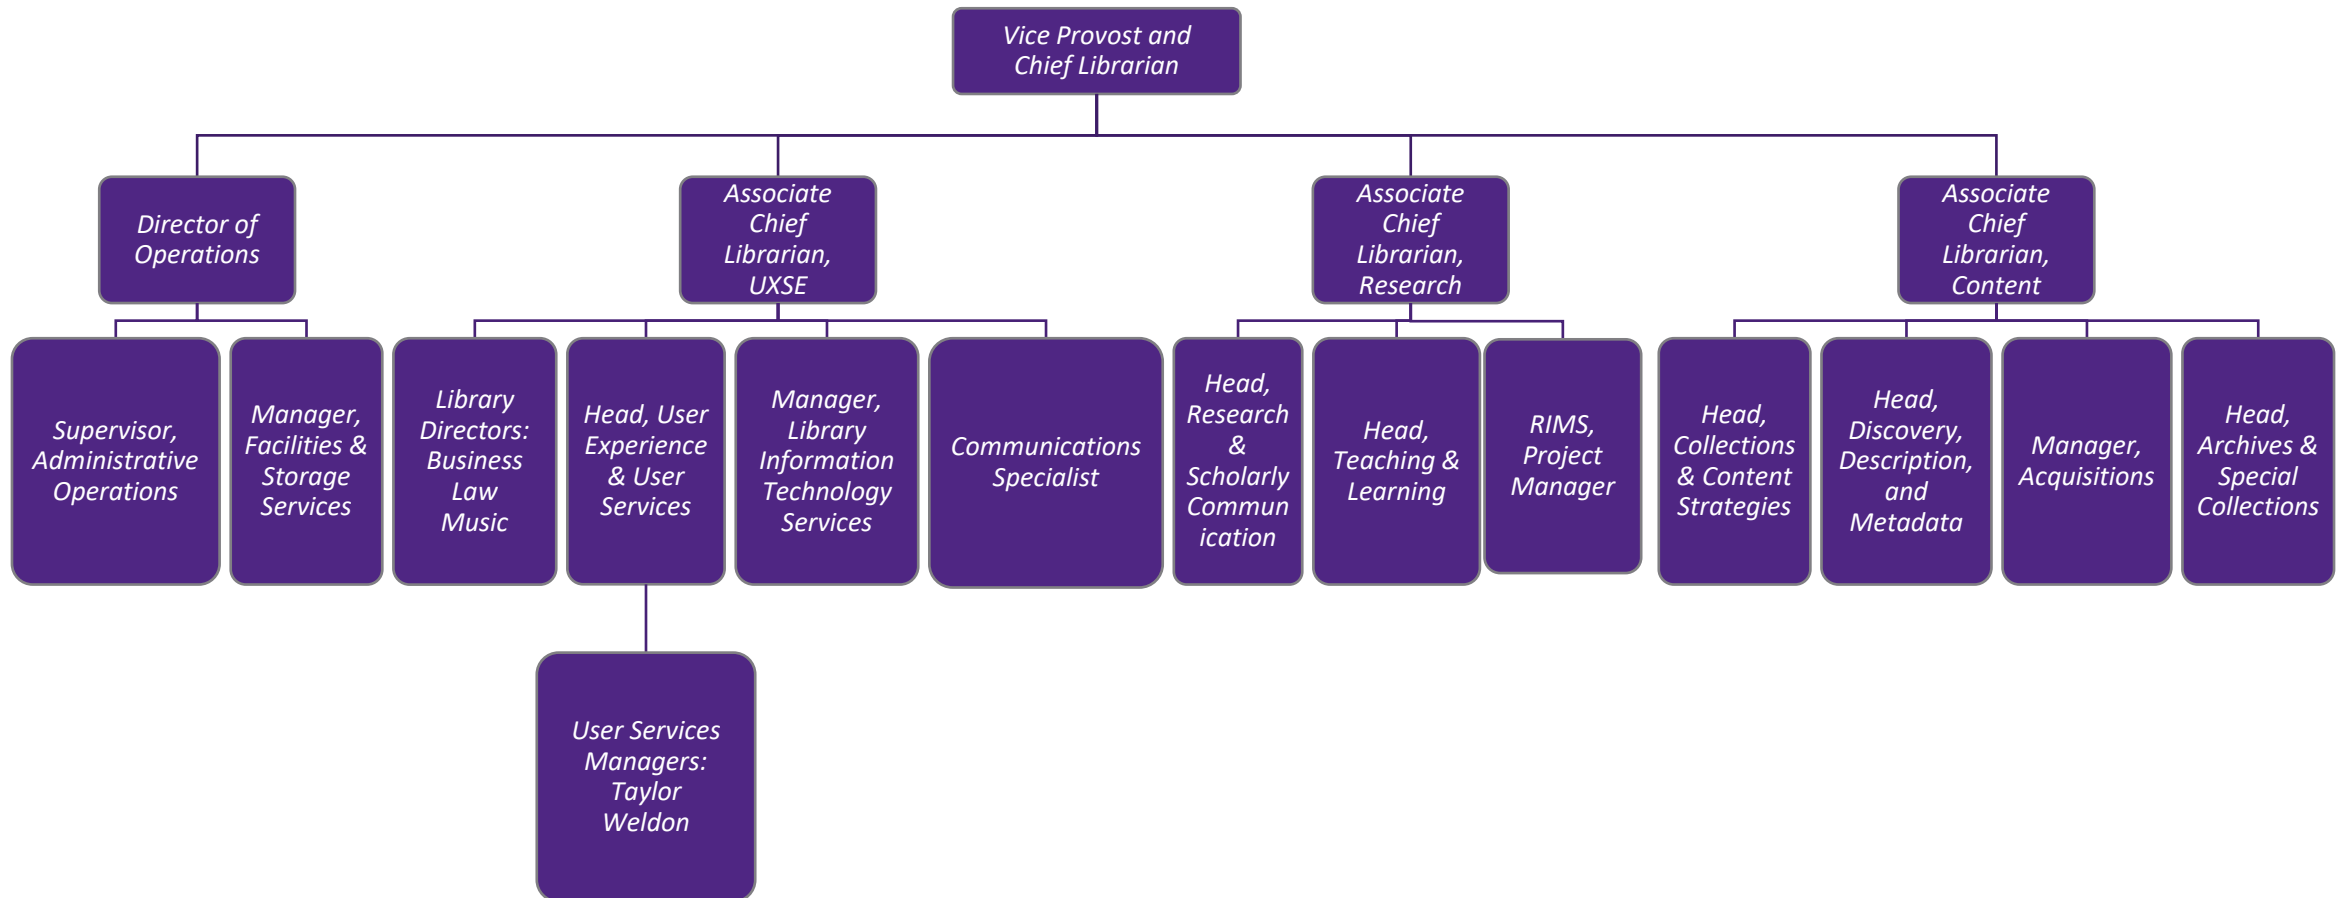 Vice Provost and
Chief Librarian
Director of
Operations
Associate
Chief
Librarian,
UXSE
Associate
Chief
Librarian,
Research
Associate
Chief
Librarian,
Content
Supervisor,
Administrative
Operations
Manager,
Facilities &
Storage
Services
Library
Directors:
Business
Law
Music
Head, User
Experience
& User
Services
Manager,
Library
Information
Technology
Services
Communications
Specialist
Head,
Research
&
Scholarly
Commun
ication
Head,
Teaching &
Learning
RIMS,
Project
Manager
Head,
Collections
& Content
Strategies
Head,
Discovery,
Description,
and
Metadata
Manager,
Acquisitions
Head,
Archives &
Special
Collections
User Services
Managers:
Taylor
Weldon